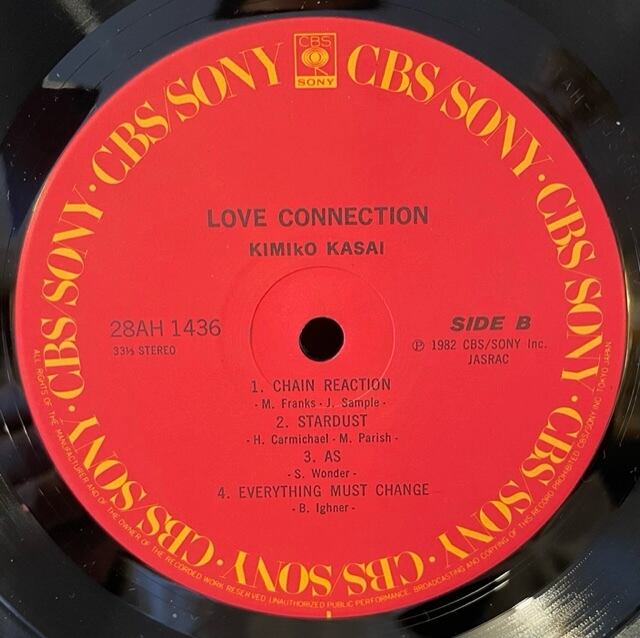 CBS/SONY · CBS/SONY · CBS/SONY · CBS/SONY · CBS/SONY · CBS/SONY · CBS/SONY · CBS/SONY
CBS
SONY
LOVE CONNECTION
KIMIkO KASAI
28AH 1436
33⅓ STEREO
SIDE B
Ⓟ 1982 CBS/SONY Inc.
JASRAC
1. CHAIN REACTION
- M. Franks - J. Sample -
2. STARDUST
- H. Carmichael - M. Parish -
3. AS
- S. Wonder -
4. EVERYTHING MUST CHANGE
- B. Ighner -
ALL RIGHTS OF THE MANUFACTURER AND OF THE OWNER OF THE RECORDED WORK RESERVED UNAUTHORIZED PUBLIC PERFORMANCE. BROADCASTING AND COPYING OF THIS RECORD PROHIBITED CBS/SONY INC. TOKYO JAPAN